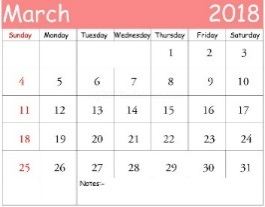 March 2018
Sunday Monday Tuesday Wednesday Thursday Friday Saturday
1 2 3
4 5 6 7 8 9 10
11 12 13 14 15 16 17
18 19 20 21 22 23 24
25 26 27 28 29 30 31
Notes:-